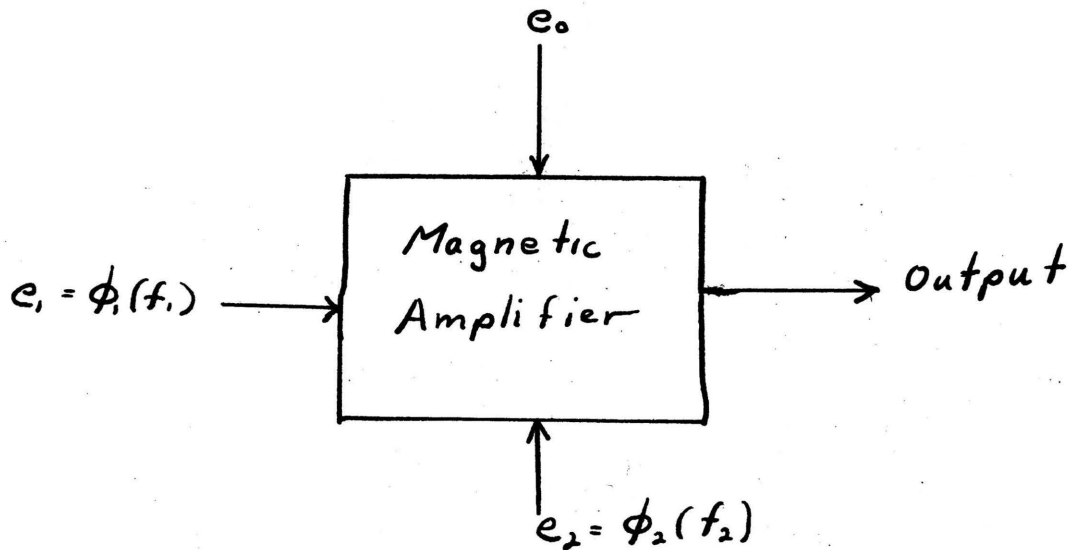 e₀
Magnetic
Amplifier
e₁ = ϕ₁(f₁)
Output
e₂ = ϕ₂(f₂)